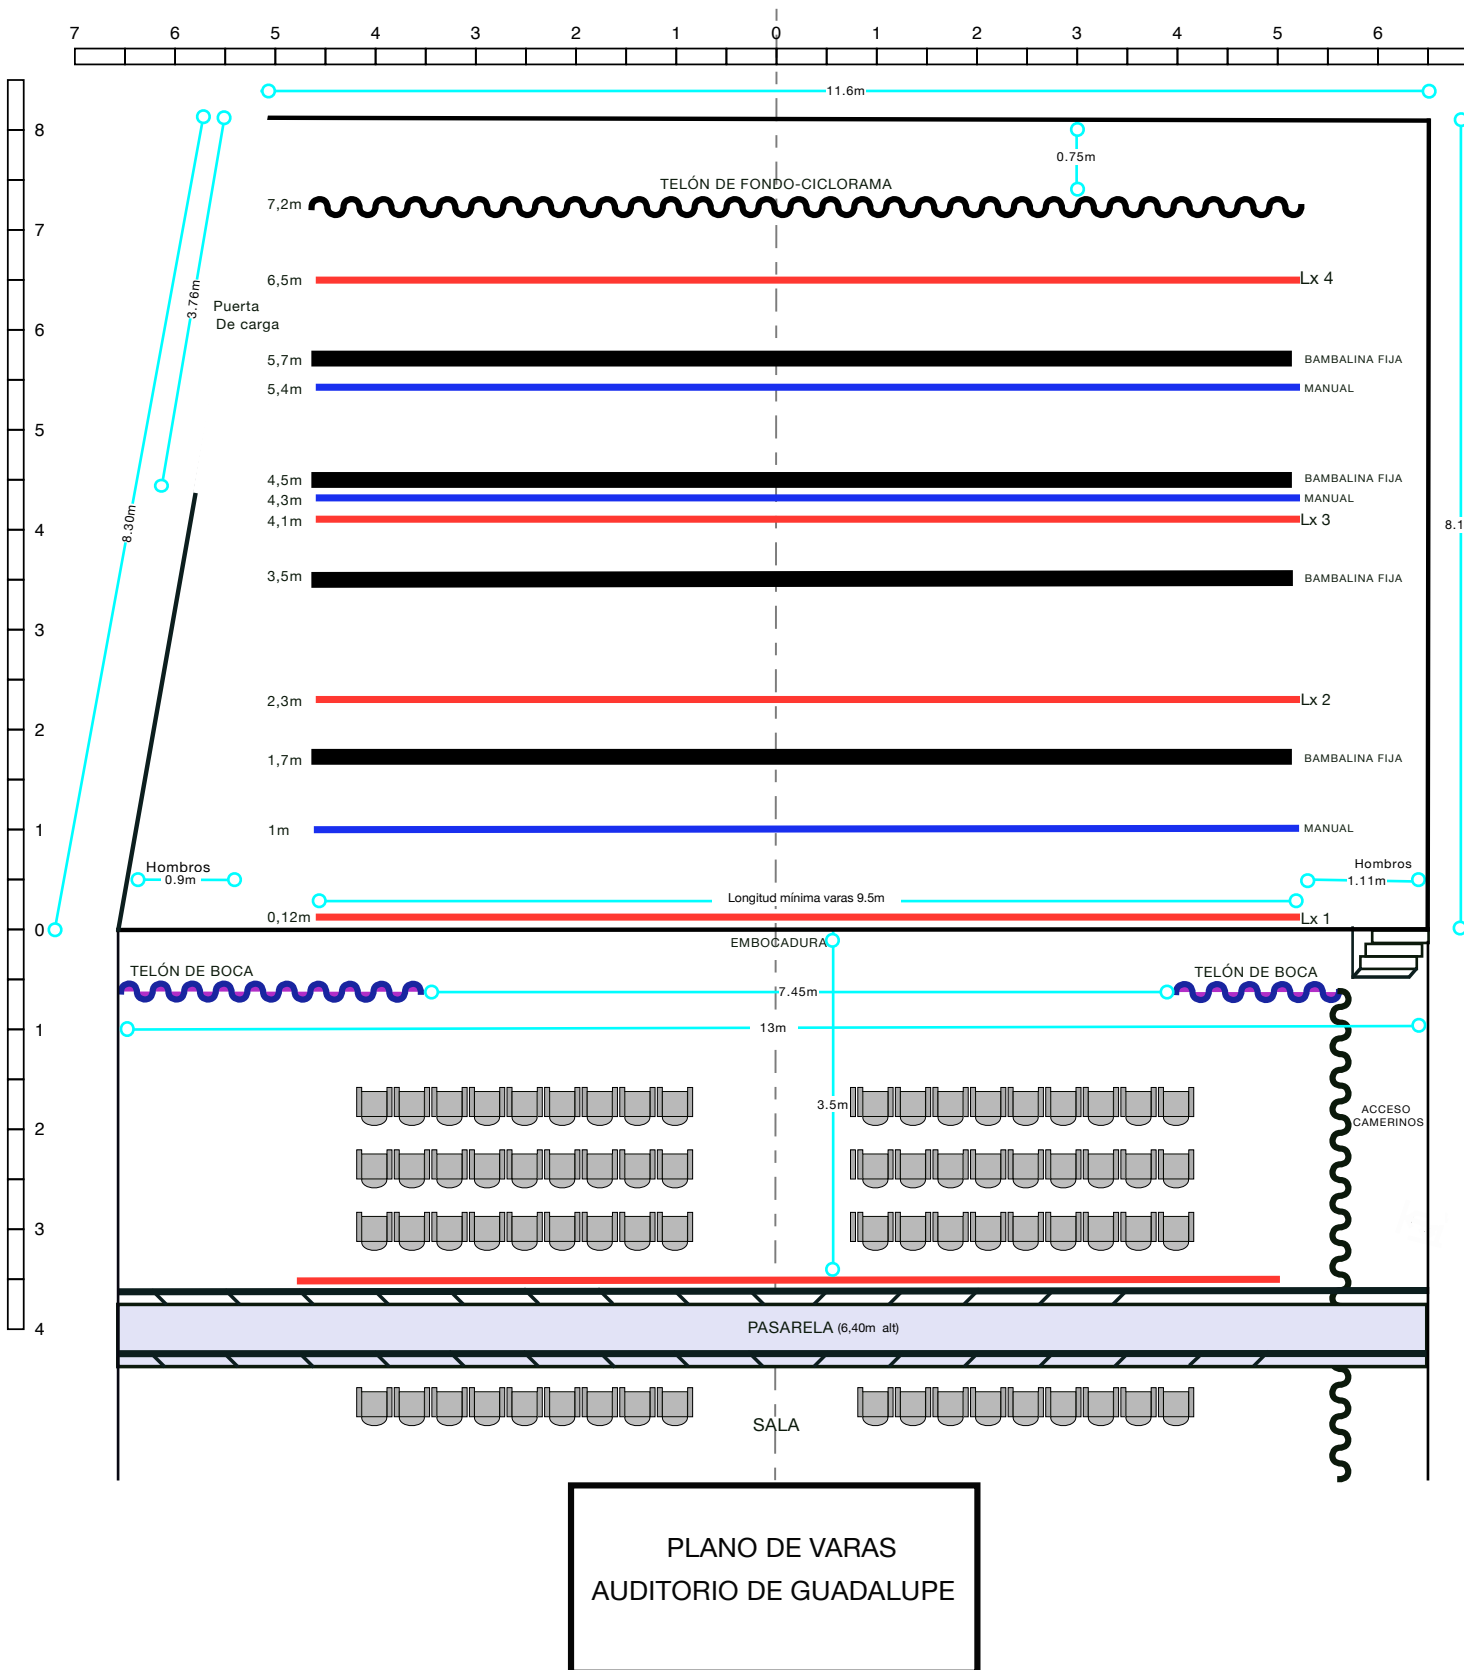 7 6 5 4 3 2 1 0 1 2 3 4 5 6
11.6m
8
0.75m
TELÓN DE FONDO-CICLORAMA
7,2m
7
6,5m
Lx 4
3.76m
Puerta
De carga
6
5,7m
BAMBALINA FIJA
5,4m
MANUAL
5
4,5m
BAMBALINA FIJA
4,3m
MANUAL
4,1m
Lx 3
8.30m
8.1
4
3,5m
BAMBALINA FIJA
3
2,3m
Lx 2
2
1,7m
BAMBALINA FIJA
1
1m
MANUAL
Hombros
0.9m
Hombros
1.11m
Longitud mínima varas 9.5m
0,12m
Lx 1
0
EMBOCADURA
TELÓN DE BOCA
TELÓN DE BOCA
7.45m
1
13m
3.5m
ACCESO
CAMERINOS
2
3
4
PASARELA (6,40m alt)
SALA
PLANO DE VARAS
AUDITORIO DE GUADALUPE